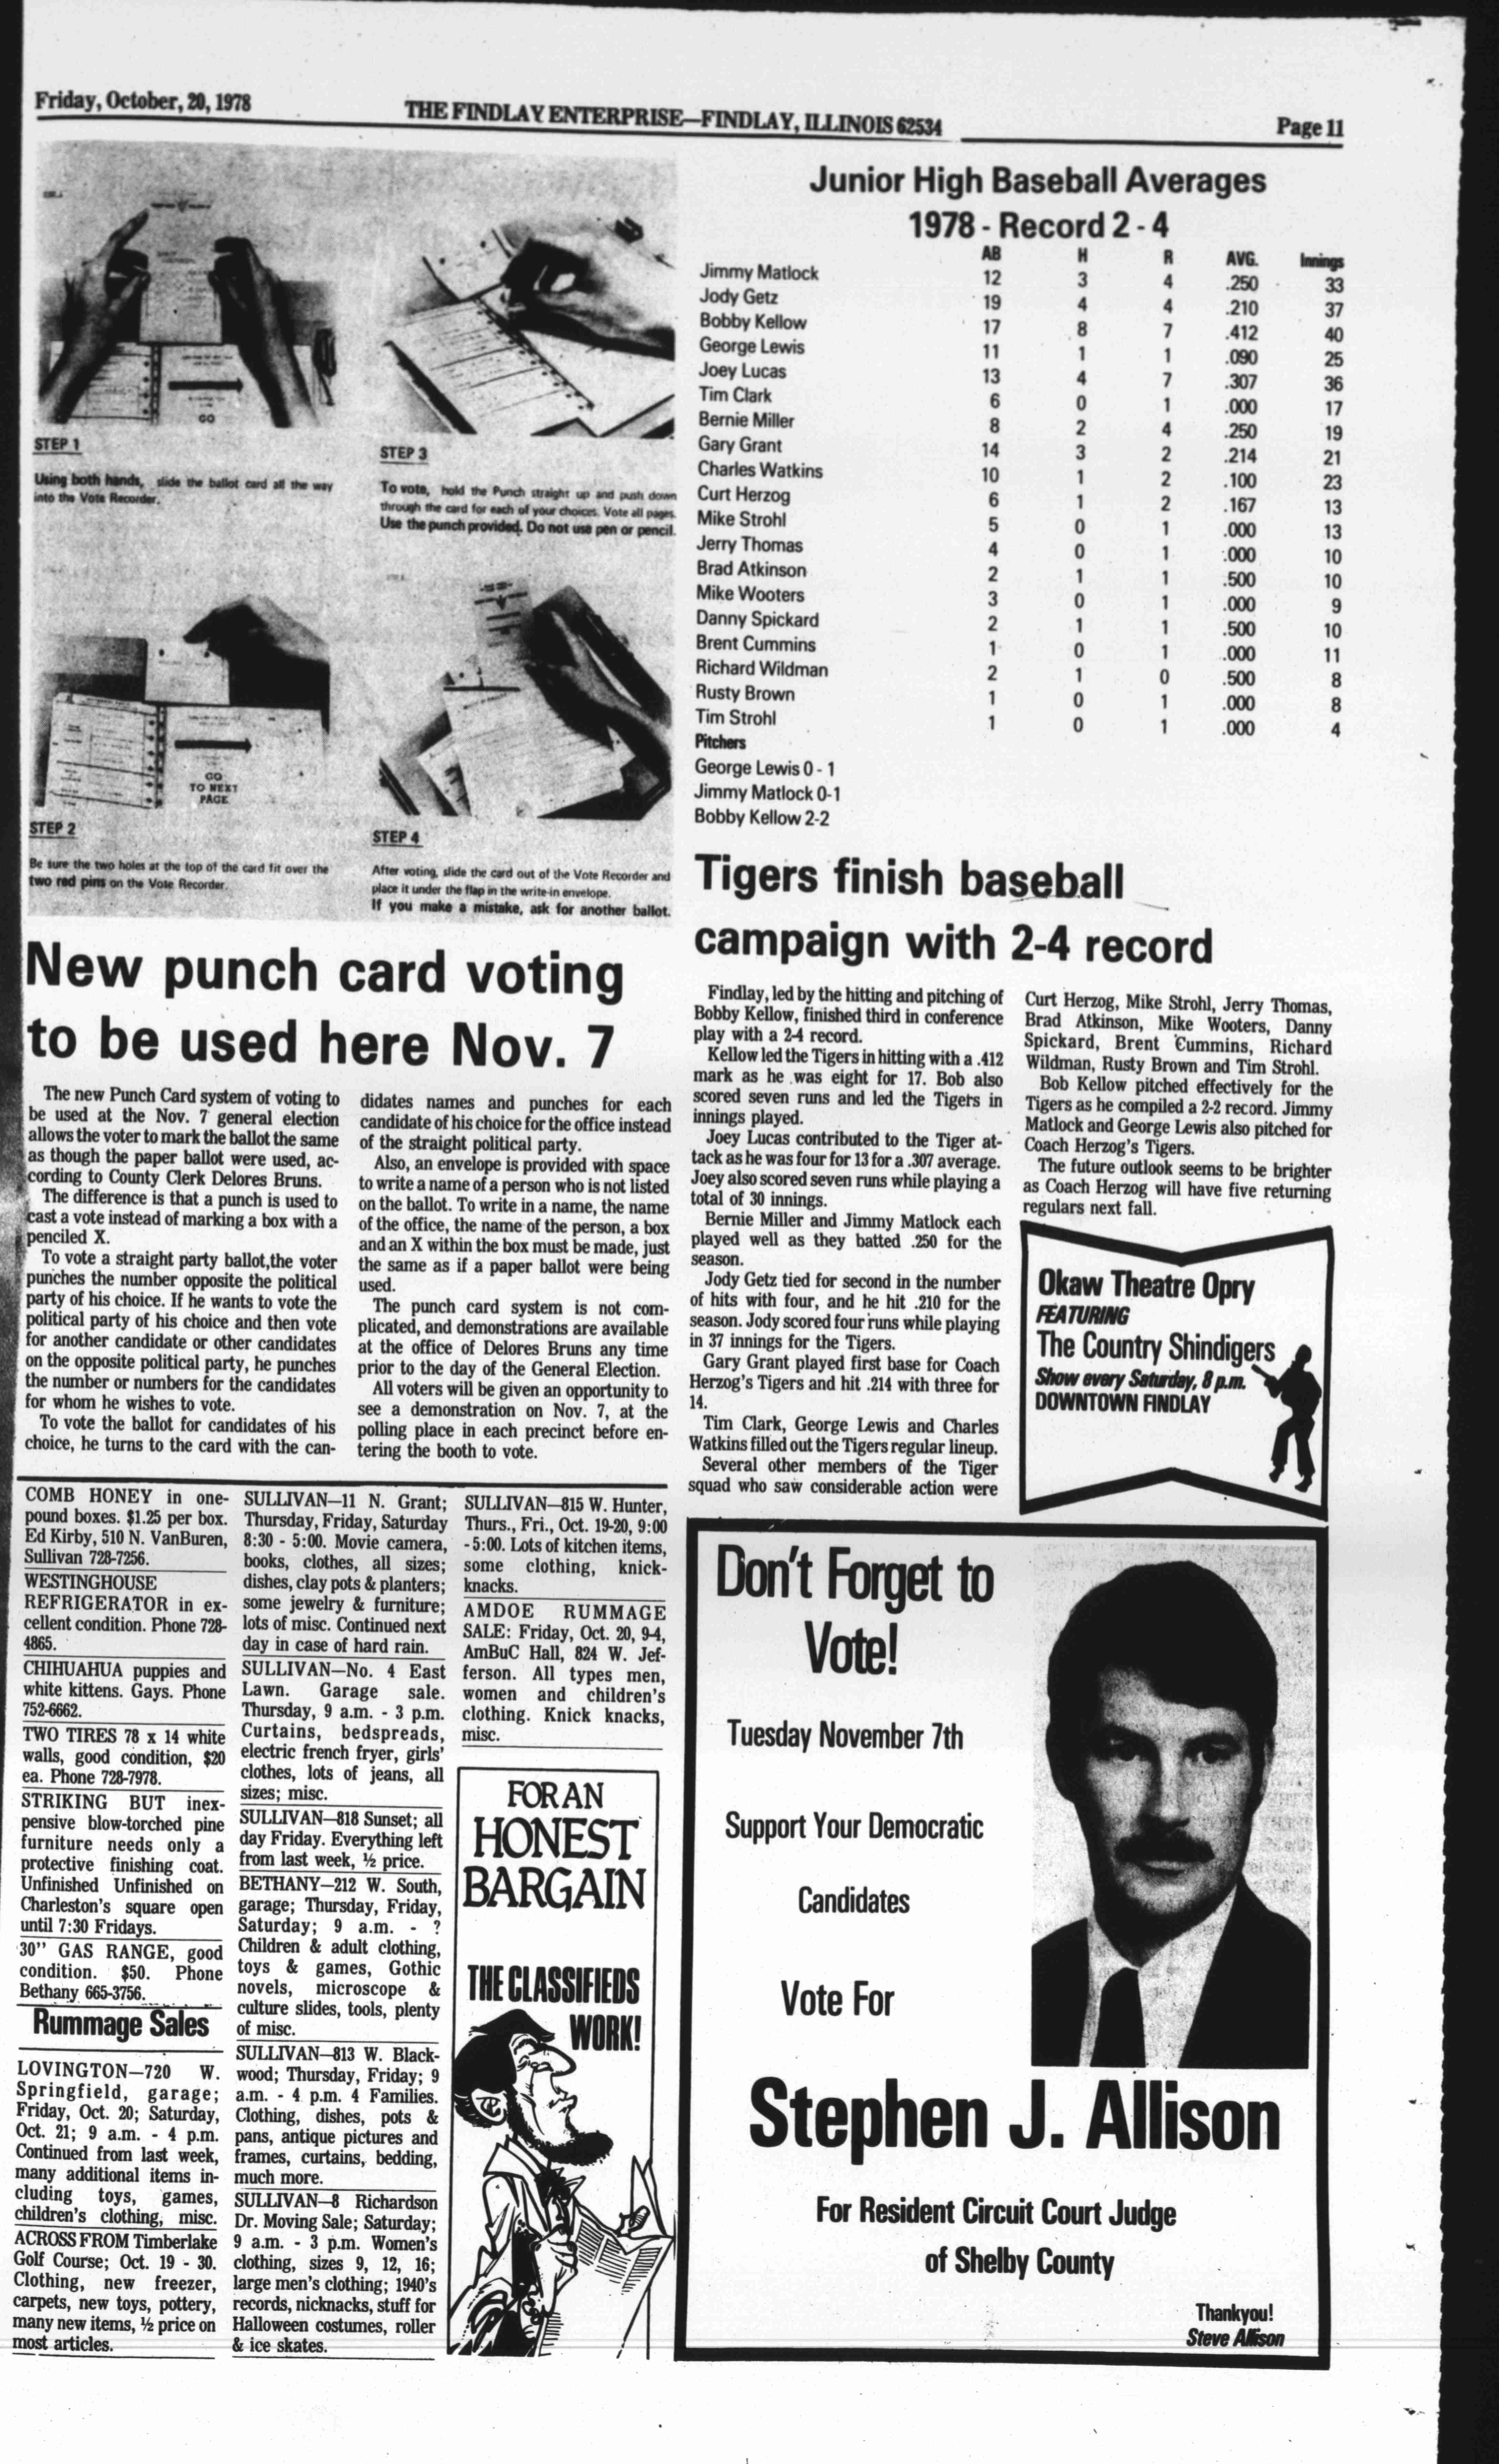 Friday, October, 20, 1978
THE FINDLAY ENTERPRISE—FINDLAY, ILLINOIS 62534
Page 11
GO
STEP 1
Using both hands, slide the ballot card all the way
into the Vote Recorder.
STEP 3
To vote, hold the Punch straight up and push down
through the card for each of your choices. Vote all pages.
Use the punch provided. Do not use pen or pencil.
GO
TO NEXT
PAGE
STEP 2
Be sure the two holes at the top of the card fit over the
two red pins on the Vote Recorder.
STEP 4
After voting, slide the card out of the Vote Recorder and
place it under the flap in the write-in envelope.
If you make a mistake, ask for another ballot.
New punch card voting
to be used here Nov. 7
The new Punch Card system of voting to
be used at the Nov. 7 general election
allows the voter to mark the ballot the same
as though the paper ballot were used, ac-
cording to County Clerk Delores Bruns.
The difference is that a punch is used to
cast a vote instead of marking a box with a
penciled X.
To vote a straight party ballot,the voter
punches the number opposite the political
party of his choice. If he wants to vote the
political party of his choice and then vote
for another candidate or other candidates
on the opposite political party, he punches
the number or numbers for the candidates
for whom he wishes to vote.
To vote the ballot for candidates of his
choice, he turns to the card with the can-
didates names and punches for each
candidate of his choice for the office instead
of the straight political party.
Also, an envelope is provided with space
to write a name of a person who is not listed
on the ballot. To write in a name, the name
of the office, the name of the person, a box
and an X within the box must be made, just
the same as if a paper ballot were being
used.
The punch card system is not com-
plicated, and demonstrations are available
at the office of Delores Bruns any time
prior to the day of the General Election.
All voters will be given an opportunity to
see a demonstration on Nov. 7, at the
polling place in each precinct before en-
tering the booth to vote.
Junior High Baseball Averages
1978 - Record 2 - 4
AB H R AVG. Innings
Jimmy Matlock 12 3 4 .250 33
Jody Getz 19 4 4 .210 37
Bobby Kellow 17 8 7 .412 40
George Lewis 11 1 1 .090 25
Joey Lucas 13 4 7 .307 36
Tim Clark 6 0 1 .000 17
Bernie Miller 8 2 4 .250 19
Gary Grant 14 3 2 .214 21
Charles Watkins 10 1 2 .100 23
Curt Herzog 6 1 2 .167 13
Mike Strohl 5 0 1 .000 13
Jerry Thomas 4 0 1 .000 10
Brad Atkinson 2 1 1 .500 10
Mike Wooters 3 0 1 .000 9
Danny Spickard 2 1 1 .500 10
Brent Cummins 1 0 1 .000 11
Richard Wildman 2 1 0 .500 8
Rusty Brown 1 0 1 .000 8
Tim Strohl 1 0 1 .000 4
Pitchers
George Lewis 0 - 1
Jimmy Matlock 0-1
Bobby Kellow 2-2
Tigers finish baseball
campaign with 2-4 record
Findlay, led by the hitting and pitching of
Bobby Kellow, finished third in conference
play with a 2-4 record.
Kellow led the Tigers in hitting with a .412
mark as he was eight for 17. Bob also
scored seven runs and led the Tigers in
innings played.
Joey Lucas contributed to the Tiger at-
tack as he was four for 13 for a .307 average.
Joey also scored seven runs while playing a
total of 30 innings.
Bernie Miller and Jimmy Matlock each
played well as they batted .250 for the
season.
Jody Getz tied for second in the number
of hits with four, and he hit .210 for the
season. Jody scored four runs while playing
in 37 innings for the Tigers.
Gary Grant played first base for Coach
Herzog's Tigers and hit .214 with three for
14.
Tim Clark, George Lewis and Charles
Watkins filled out the Tigers regular lineup.
Several other members of the Tiger
squad who saw considerable action were
Curt Herzog, Mike Strohl, Jerry Thomas,
Brad Atkinson, Mike Wooters, Danny
Spickard, Brent Cummins, Richard
Wildman, Rusty Brown and Tim Strohl.
Bob Kellow pitched effectively for the
Tigers as he compiled a 2-2 record. Jimmy
Matlock and George Lewis also pitched for
Coach Herzog's Tigers.
The future outlook seems to be brighter
as Coach Herzog will have five returning
regulars next fall.
Okaw Theatre Opry
FEATURING
The Country Shindigers
Show every Saturday, 8 p.m.
DOWNTOWN FINDLAY
COMB HONEY in one-
pound boxes. $1.25 per box.
Ed Kirby, 510 N. VanBuren,
Sullivan 728-7256.
WESTINGHOUSE
REFRIGERATOR in ex-
cellent condition. Phone 728-
4865.
CHIHUAHUA puppies and
white kittens. Gays. Phone
752-6662.
TWO TIRES 78 x 14 white
walls, good condition, $20
ea. Phone 728-7978.
STRIKING BUT inex-
pensive blow-torched pine
furniture needs only a
protective finishing coat.
Unfinished Unfinished on
Charleston's square open
until 7:30 Fridays.
30" GAS RANGE, good
condition. $50. Phone
Bethany 665-3756.
Rummage Sales
LOVINGTON—720 W.
Springfield, garage;
Friday, Oct. 20; Saturday,
Oct. 21; 9 a.m. - 4 p.m.
Continued from last week,
many additional items in-
cluding toys, games,
children's clothing, misc.
ACROSS FROM Timberlake
Golf Course; Oct. 19 - 30.
Clothing, new freezer,
carpets, new toys, pottery,
many new items, ½ price on
most articles.
SULLIVAN—11 N. Grant;
Thursday, Friday, Saturday
8:30 - 5:00. Movie camera,
books, clothes, all sizes;
dishes, clay pots & planters;
some jewelry & furniture;
lots of misc. Continued next
day in case of hard rain.
SULLIVAN—No. 4 East
Lawn. Garage sale.
Thursday, 9 a.m. - 3 p.m.
Curtains, bedspreads,
electric french fryer, girls'
clothes, lots of jeans, all
sizes; misc.
SULLIVAN—818 Sunset; all
day Friday. Everything left
from last week, ½ price.
BETHANY—212 W. South,
garage; Thursday, Friday,
Saturday; 9 a.m. - ?
Children & adult clothing,
toys & games, Gothic
novels, microscope &
culture slides, tools, plenty
of misc.
SULLIVAN—813 W. Black-
wood; Thursday, Friday; 9
a.m. - 4 p.m. 4 Families.
Clothing, dishes, pots &
pans, antique pictures and
frames, curtains, bedding,
much more.
SULLIVAN—8 Richardson
Dr. Moving Sale; Saturday;
9 a.m. - 3 p.m. Women's
clothing, sizes 9, 12, 16;
large men's clothing; 1940's
records, nicknacks, stuff for
Halloween costumes, roller
& ice skates.
SULLIVAN—815 W. Hunter,
Thurs., Fri., Oct. 19-20, 9:00
- 5:00. Lots of kitchen items,
some clothing, knick-
knacks.
AMDOE RUMMAGE
SALE: Friday, Oct. 20, 9-4,
AmBuC Hall, 824 W. Jef-
ferson. All types men,
women and children's
clothing. Knick knacks,
misc.
FOR AN
HONEST
BARGAIN
THE CLASSIFIEDS
WORK!
Don't Forget to
Vote!
Tuesday November 7th
Support Your Democratic
Candidates
Vote For
Stephen J. Allison
For Resident Circuit Court Judge
of Shelby County
Thankyou!
Steve Allison